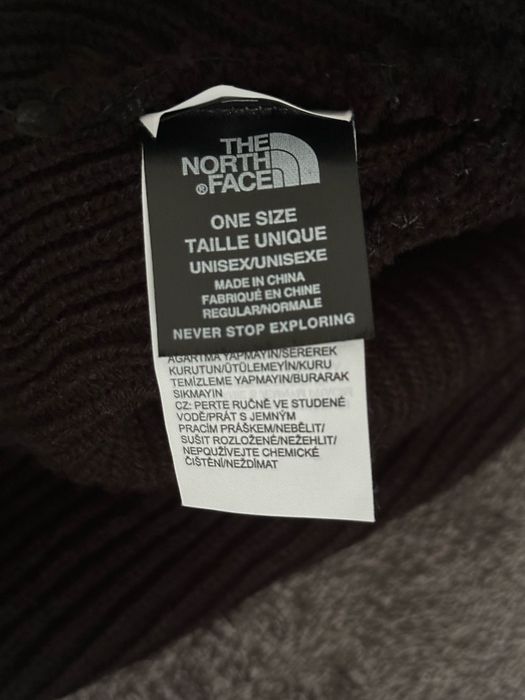 THE
NORTH
® FACE
ONE SIZE
TAILLE UNIQUE
UNISEX/UNISEXE
MADE IN CHINA
FABRIQUÉ EN CHINE
REGULAR/NORMALE
NEVER STOP EXPLORING
AĞARTMA YAPMAYIN/SEREREK
KURUTUN/ÜTÜLEMEYİN/KURU
TEMİZLEME YAPMAYIN/BURARAK
SIKMAYIN
CZ: PERTE RUČNĚ VE STUDENÉ
VODĚ/PRÁT S JEMNÝM
PRACÍM PRÁŠKEM/NEBĚLIT/
SUŠIT ROZLOŽENÉ/NEŽEHLIT/
NEPOUŽÍVEJTE CHEMICKÉ
ČIŠTĚNÍ/NEŽDÍMAT